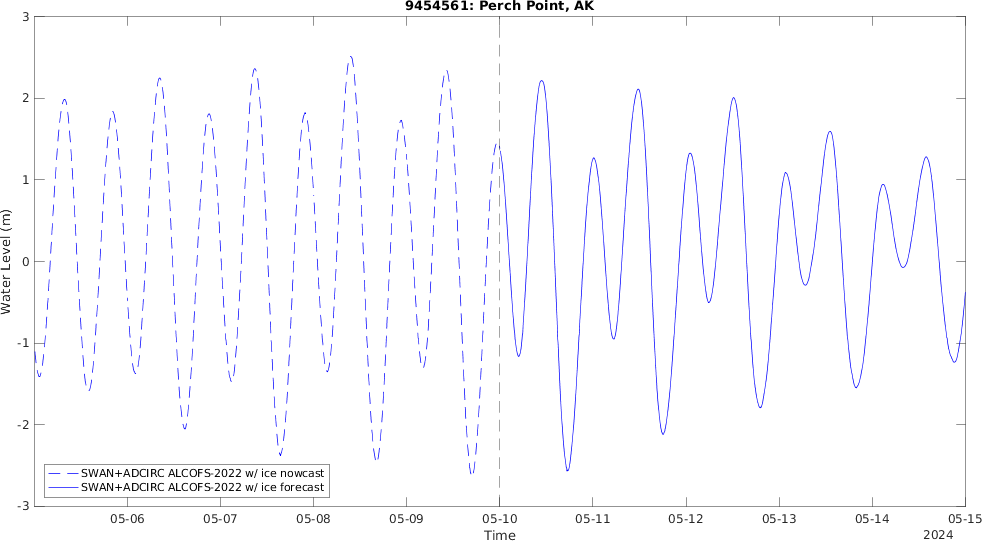 9454561: Perch Point, AK
3
2
1
0
-1
-2
-3
Water Level (m)
SWAN+ADCIRC ALCOFS-2022 w/ ice nowcast
SWAN+ADCIRC ALCOFS-2022 w/ ice forecast
05-06 05-07 05-08 05-09 05-10 05-11 05-12 05-13 05-14 05-15
Time
2024